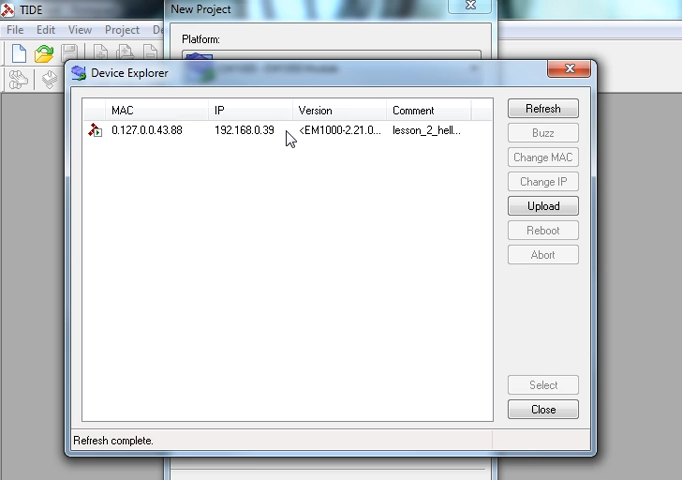 TIDE
New Project
File Edit View Project
Platform:
Device Explorer
MAC IP Version Comment
0.127.0.0.43.88 192.168.0.39 <EM1000-2.21.0... lesson_2_hell...
Refresh
Buzz
Change MAC
Change IP
Upload
Reboot
Abort
Select
Close
Refresh complete.